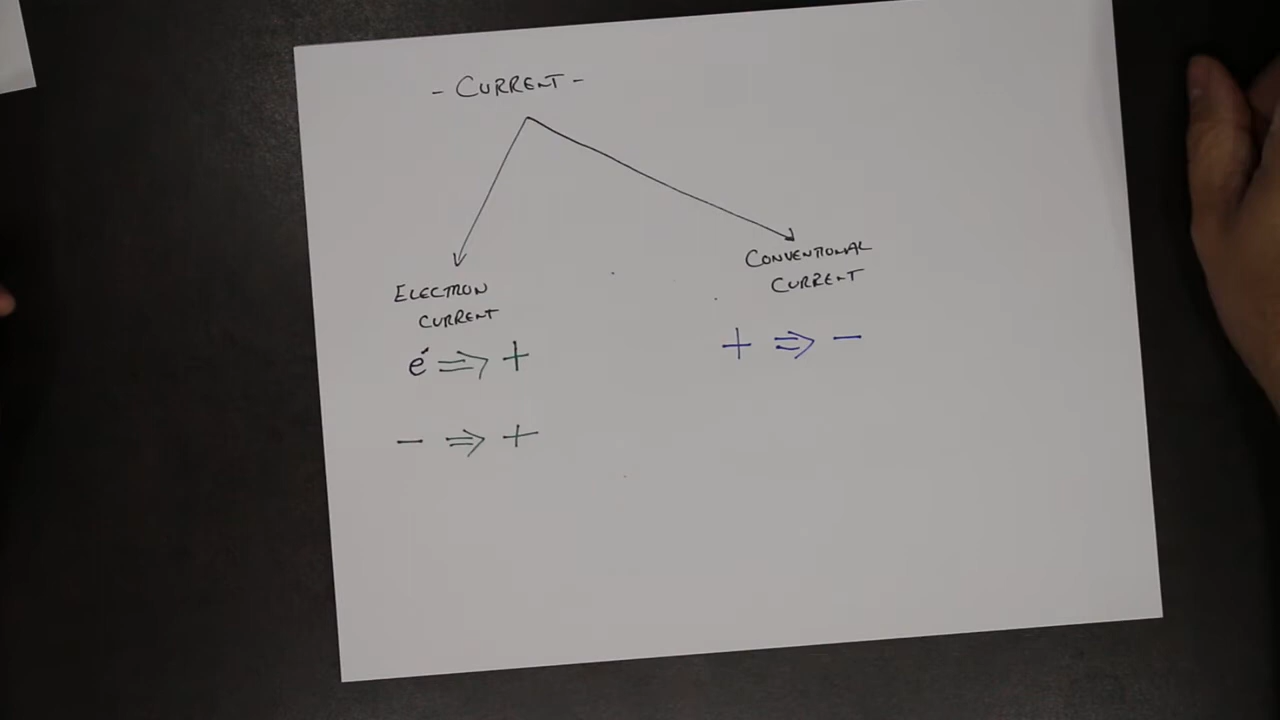 - CURRENT -
ELECTRON
CURRENT
e⁻ ⇒ +
- ⇒ +
CONVENTIONAL
CURRENT
+ ⇒ -